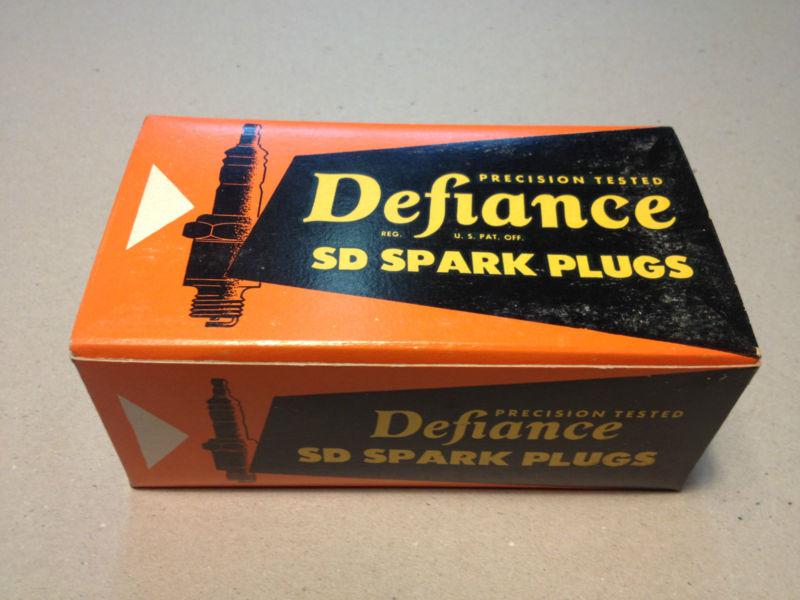 PRECISION TESTED
Defiance
REG. U. S. PAT. OFF.
SD SPARK PLUGS
PRECISION TESTED
Defiance
SD SPARK PLUGS